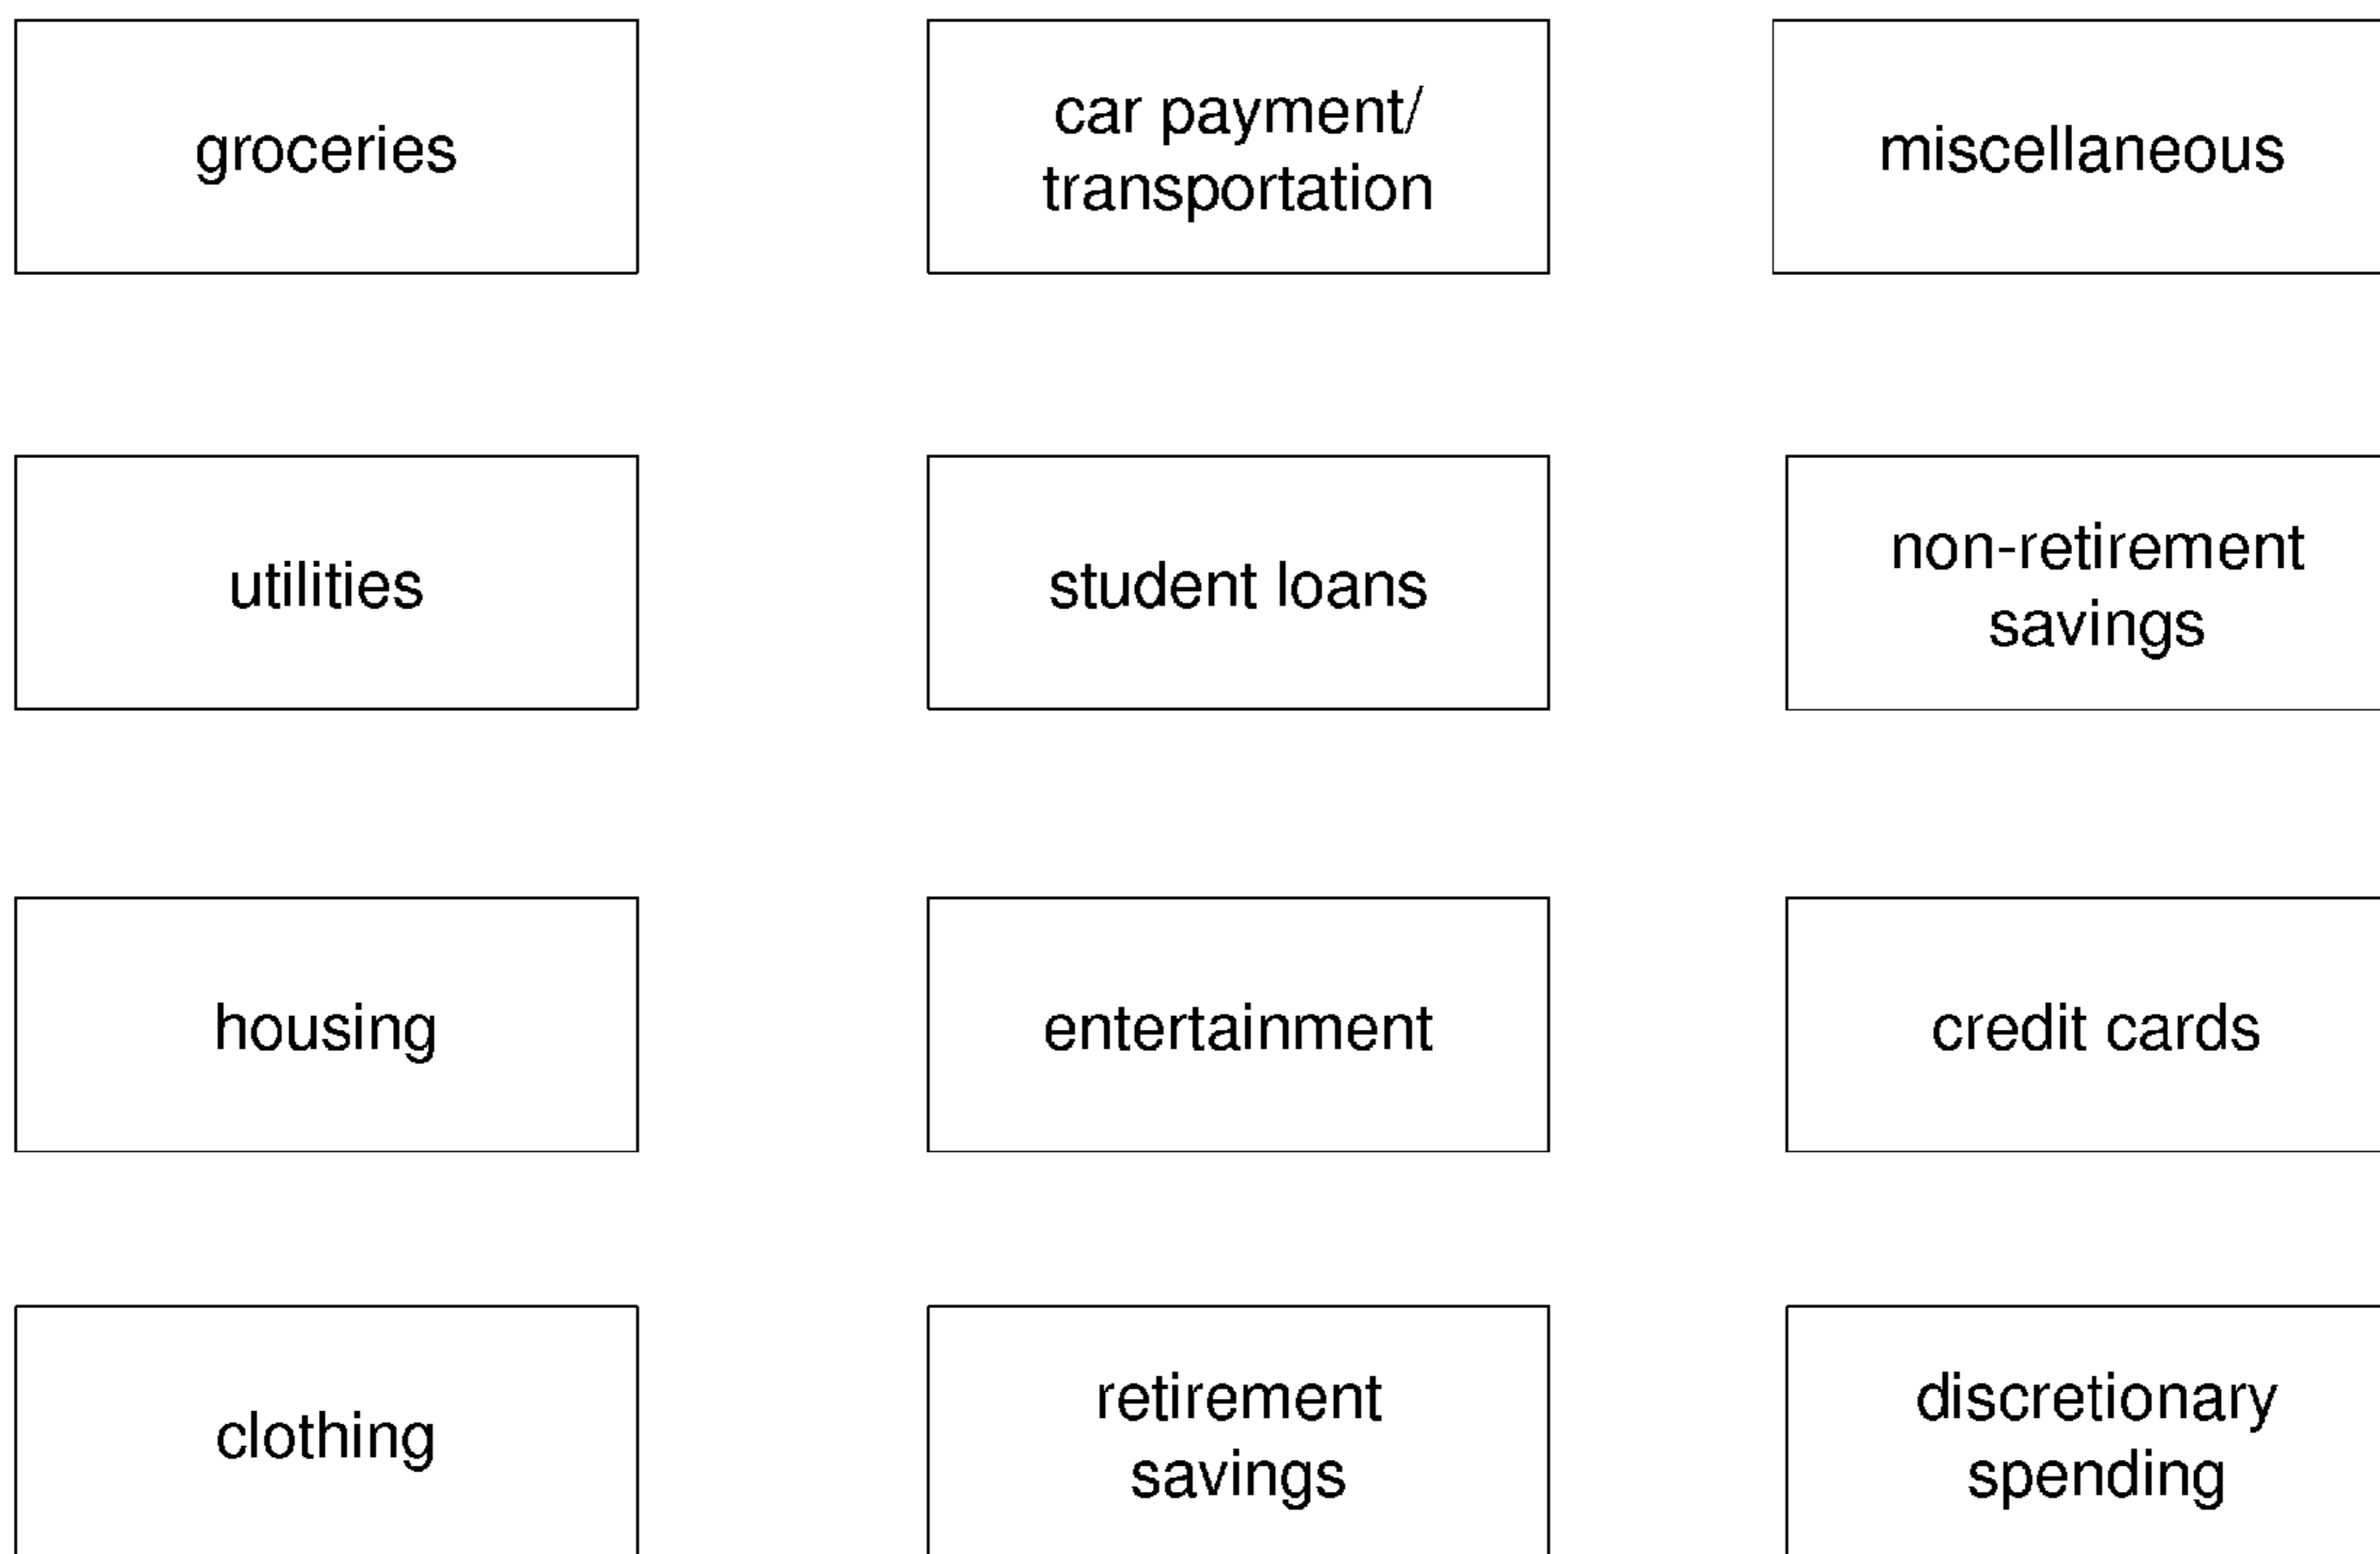 groceries
car payment/
transportation
miscellaneous
utilities
student loans
non-retirement
savings
housing
entertainment
credit cards
clothing
retirement
savings
discretionary
spending